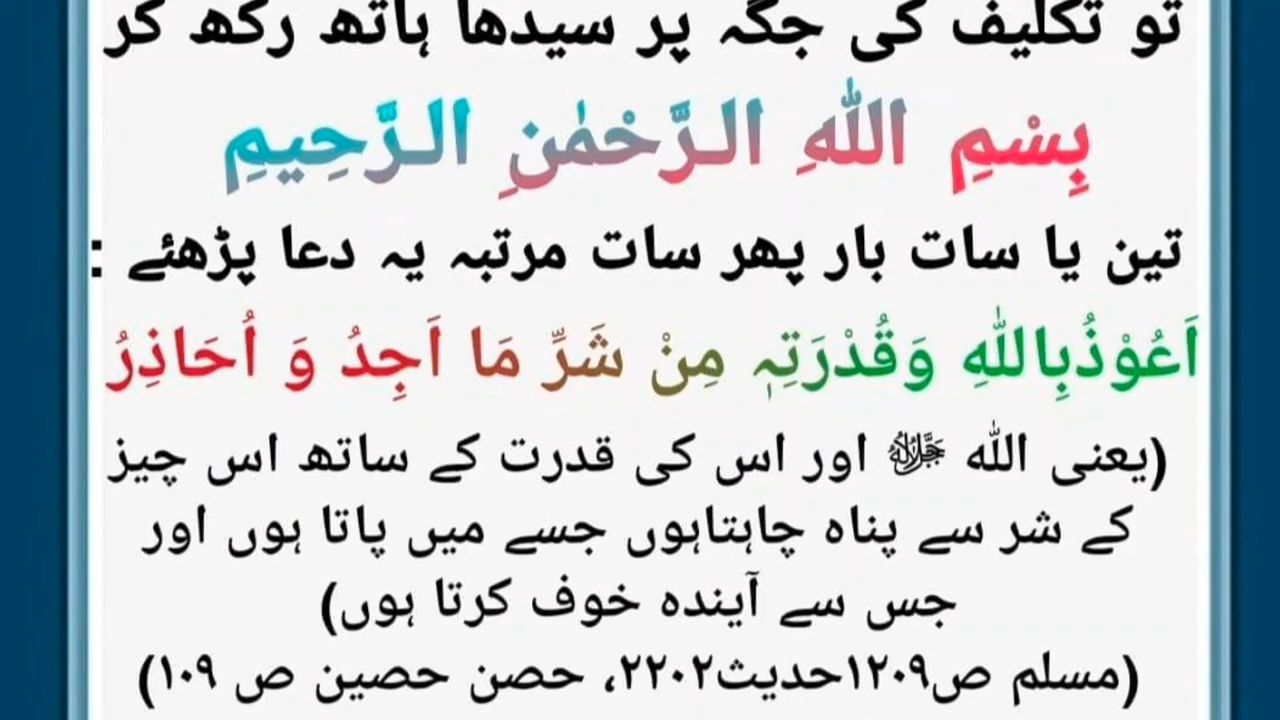 تو تکلیف کی جگہ پر سیدھا ہاتھ رکھ کر
بِسْمِ اللّٰهِ الرَّحْمٰنِ الرَّحِیمِ
تین یا سات بار پھر سات مرتبہ یہ دعا پڑھئے :
اَعُوْذُبِاللّٰهِ وَقُدْرَتِہٖ مِنْ شَرِّ مَا اَجِدُ وَ اُحَاذِرُ
(یعنی اللّٰه ﷻ اور اس کی قدرت کے ساتھ اس چیز
کے شر سے پناہ چاہتاہوں جسے میں پاتا ہوں اور
جس سے آیندہ خوف کرتا ہوں)
(مسلم ص۱۲۰۹حدیث۲۲۰۲، حصن حصین ص ۱۰۹)